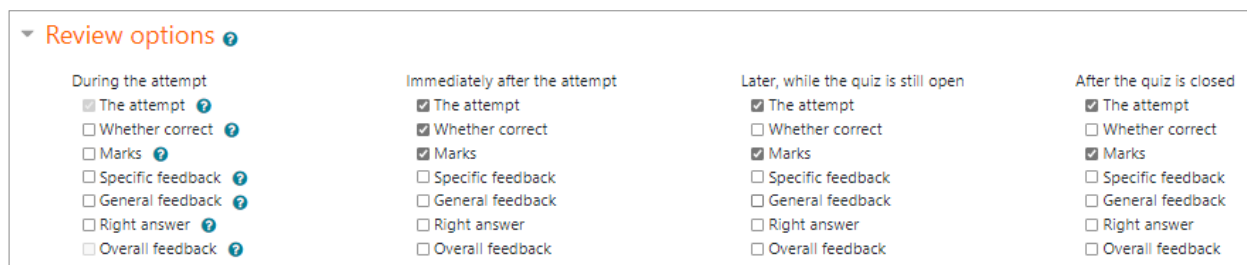 Review options
During the attempt
The attempt
Whether correct
Marks
Specific feedback
General feedback
Right answer
Overall feedback
Immediately after the attempt
The attempt
Whether correct
Marks
Specific feedback
General feedback
Right answer
Overall feedback
Later, while the quiz is still open
The attempt
Whether correct
Marks
Specific feedback
General feedback
Right answer
Overall feedback
After the quiz is closed
The attempt
Whether correct
Marks
Specific feedback
General feedback
Right answer
Overall feedback